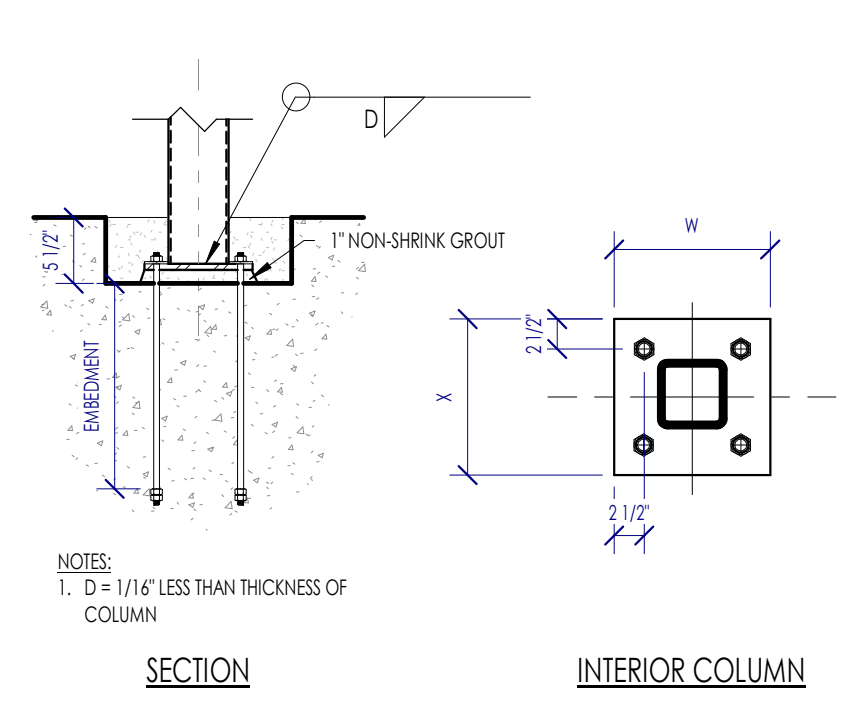 D
5 1/2"
1" NON-SHRINK GROUT
EMBEDMENT
W
2 1/2"
X
2 1/2"
NOTES:
1. D = 1/16" LESS THAN THICKNESS OF
COLUMN
SECTION
INTERIOR COLUMN